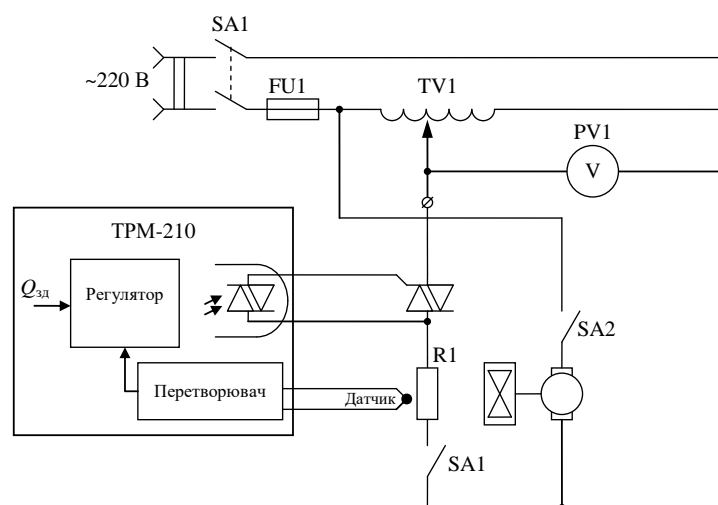 SA1
~220 В
FU1
TV1
PV1
V
ТРМ-210
Qзд
Регулятор
SA2
R1
Перетворювач
Датчик
SA1